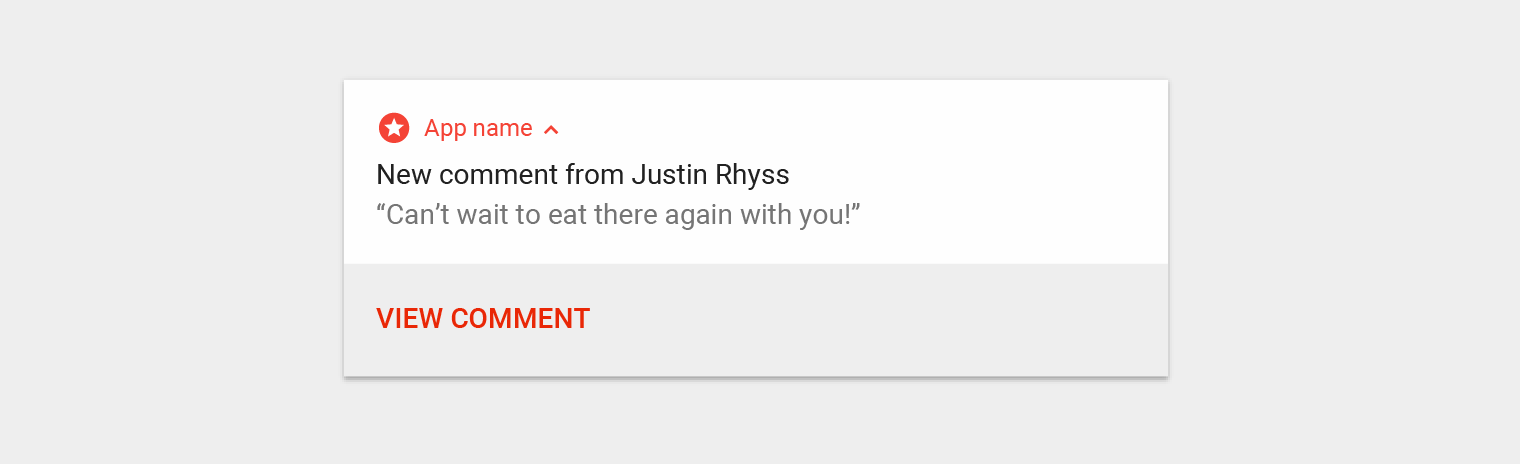 App name
New comment from Justin Rhyss
“Can’t wait to eat there again with you!”
VIEW COMMENT